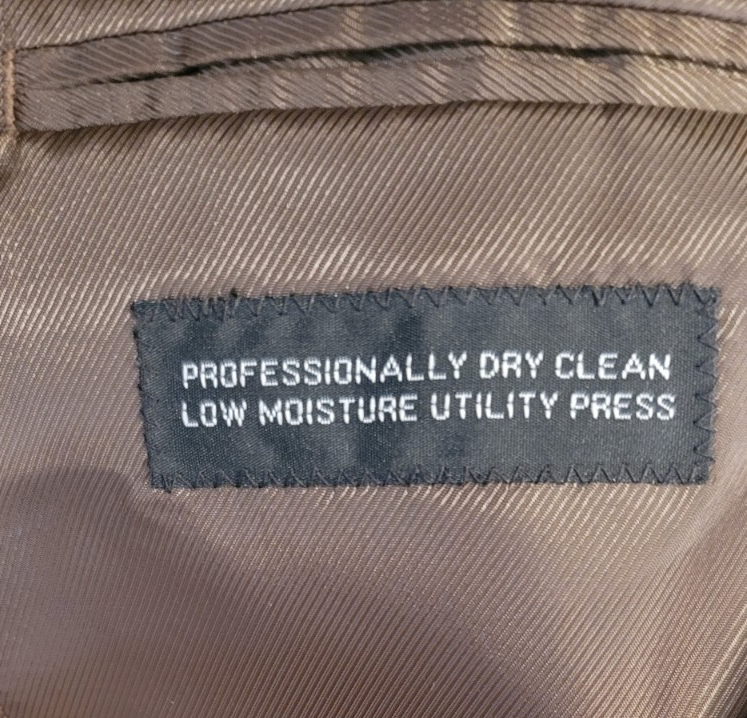 PROFESSIONALLY DRY CLEAN
LOW MOISTURE UTILITY PRESS